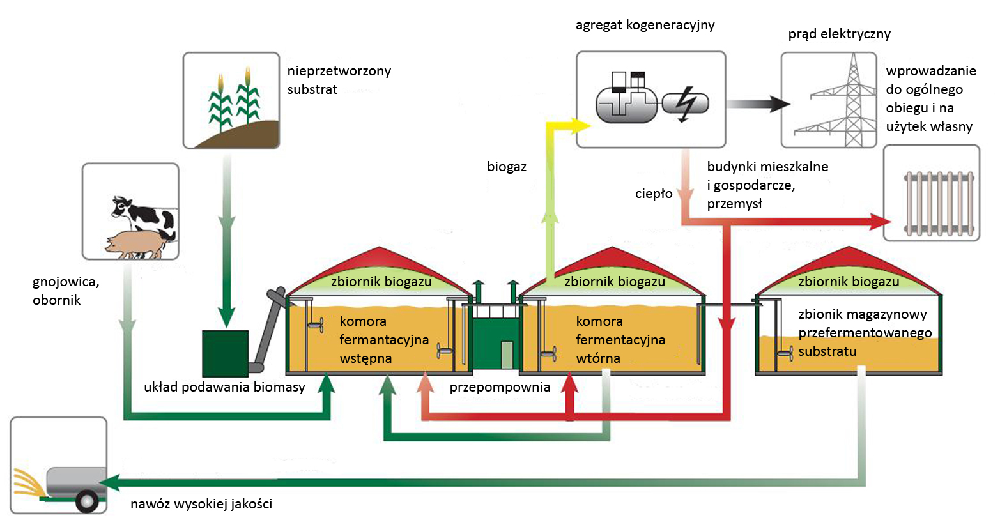 agregat kogeneracyjny
prąd elektryczny
nieprzetworzony
substrat
wprowadzanie
do ogólnego
obiegu i na
użytek własny
biogaz
ciepło
budynki mieszkalne
i gospodarcze,
przemysł
gnojowica,
obornik
zbiornik biogazu
zbiornik biogazu
zbiornik biogazu
komora
fermantacyjna
wstępna
komora
fermentacyjna
wtórna
zbionik magazynowy
przefermentowanego
substratu
układ podawania biomasy
przepompownia
nawóz wysokiej jakości